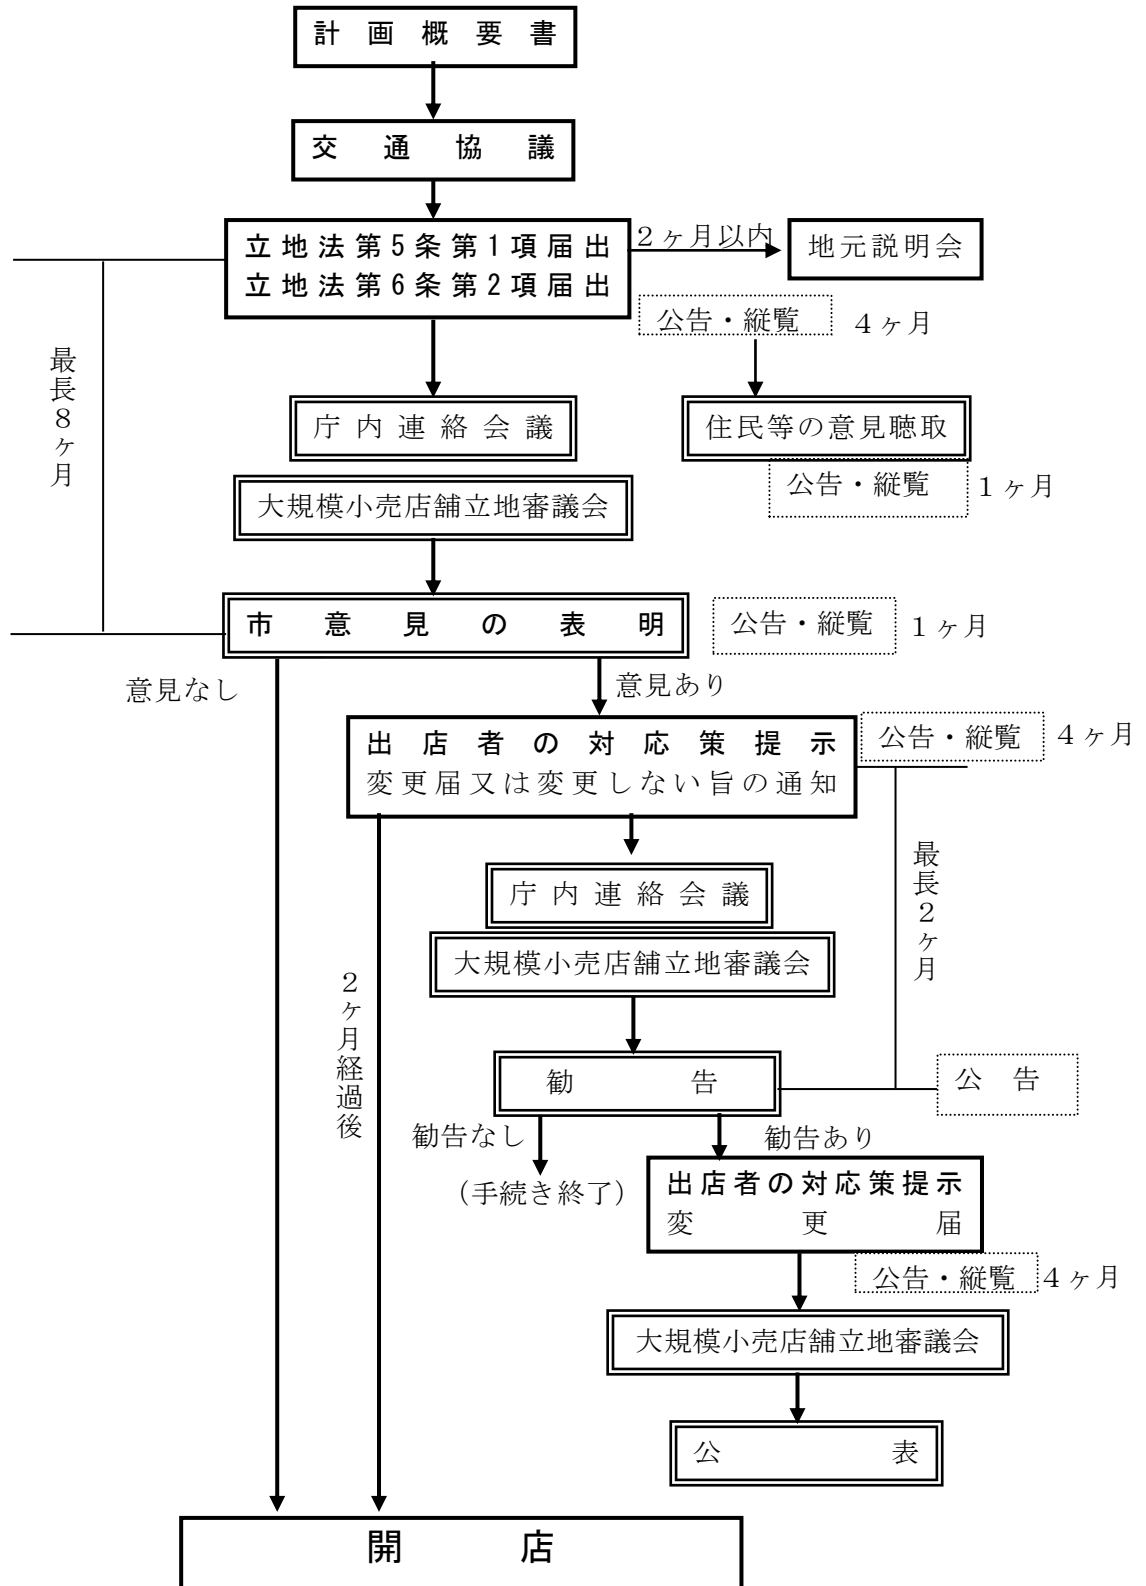 計画概要書
交通協議
立地法第5条第1項届出
立地法第6条第2項届出
２ヶ月以内
地元説明会
公告・縦覧
４ヶ月
最長８ヶ月
庁内連絡会議
住民等の意見聴取
公告・縦覧
１ヶ月
大規模小売店舗立地審議会
市意見の表明
公告・縦覧
１ヶ月
意見なし
意見あり
出店者の対応策提示
変更届又は変更しない旨の通知
公告・縦覧
４ヶ月
最長２ヶ月
庁内連絡会議
大規模小売店舗立地審議会
２ヶ月経過後
勧告
公告
勧告なし
勧告あり
（手続き終了）
出店者の対応策提示
変更届
公告・縦覧
４ヶ月
大規模小売店舗立地審議会
公表
開店